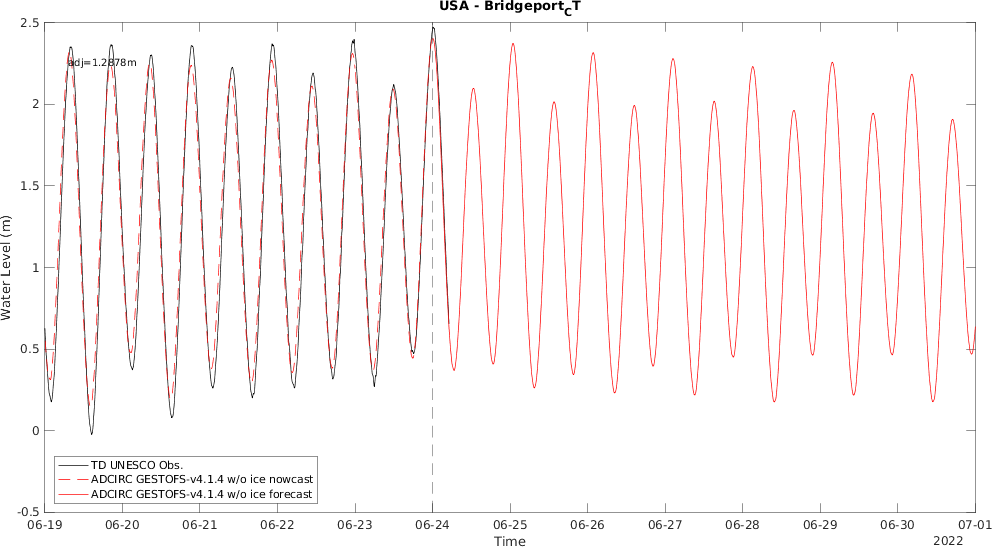 USA - Bridgeport_CT
2.5
adj=1.2878m
2
1.5
Water Level (m)
1
0.5
0
TD UNESCO Obs.
ADCIRC GESTOFS-v4.1.4 w/o ice nowcast
ADCIRC GESTOFS-v4.1.4 w/o ice forecast
-0.5
06-19 06-20 06-21 06-22 06-23 06-24 06-25 06-26 06-27 06-28 06-29 06-30 07-01
Time
2022